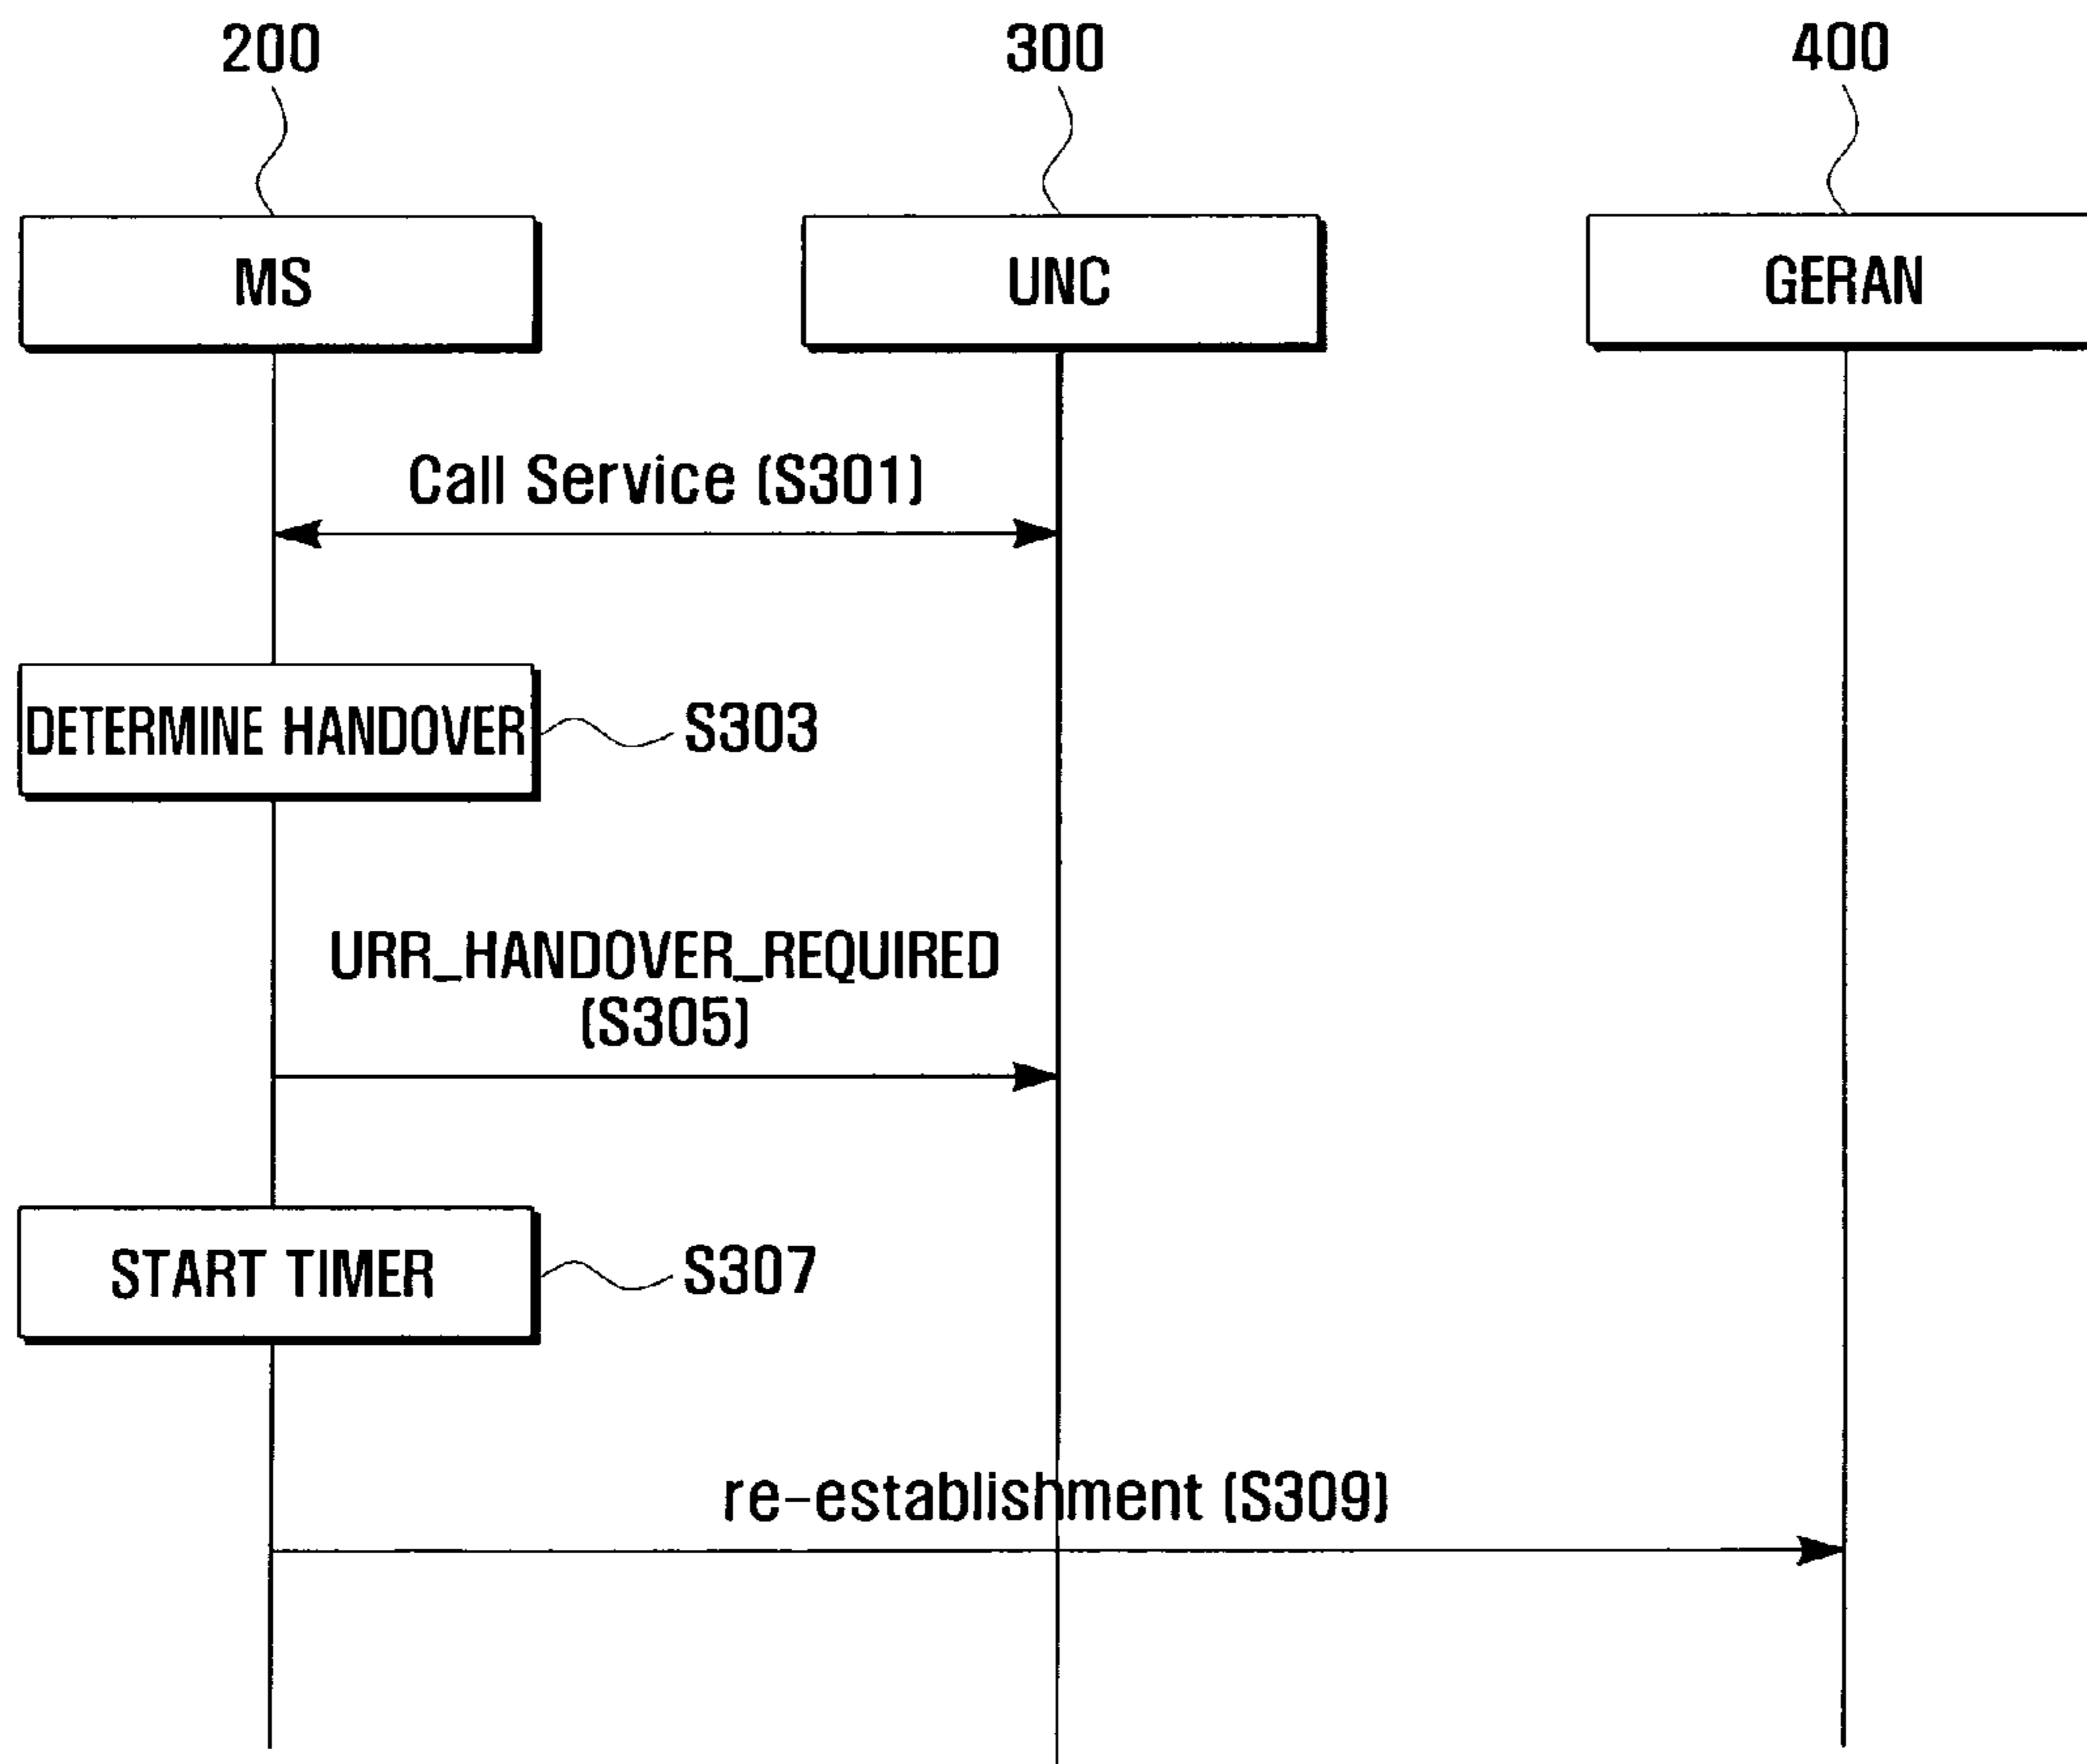 200
300
400
MS
UNC
GERAN
Call Service (S301)
DETERMINE HANDOVER
S303
URR_HANDOVER_REQUIRED
(S305)
START TIMER
S307
re-establishment (S309)